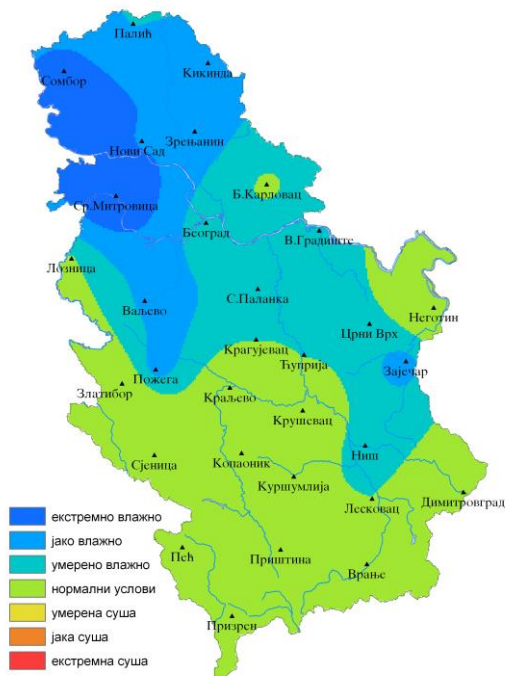 Палић
Сомбор
Кикинда
Зрењанин
Нови Сад
Б.Карловац
Ср.Митровица
Београд
В.Градиште
Лозница
С.Паланка
Ваљево
Неготин
Црни Врх
Крагујевац
Ћуприја
Зајечар
Пожега
Златибор
Краљево
Крушевац
Ниш
Сјеница
Копаоник
Куршумлија
Димитровград
Лесковац
Пећ
Приштина
Врање
Призрен
екстремно влажно
јако влажно
умерено влажно
нормални услови
умерена суша
јака суша
екстремна суша